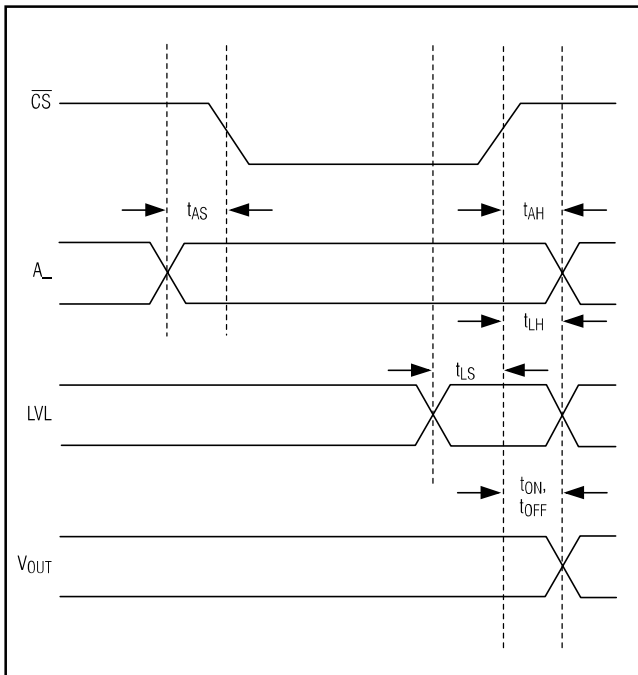 CS
tAS
tAH
A_
tLH
tLS
LVL
tON,
tOFF
VOUT